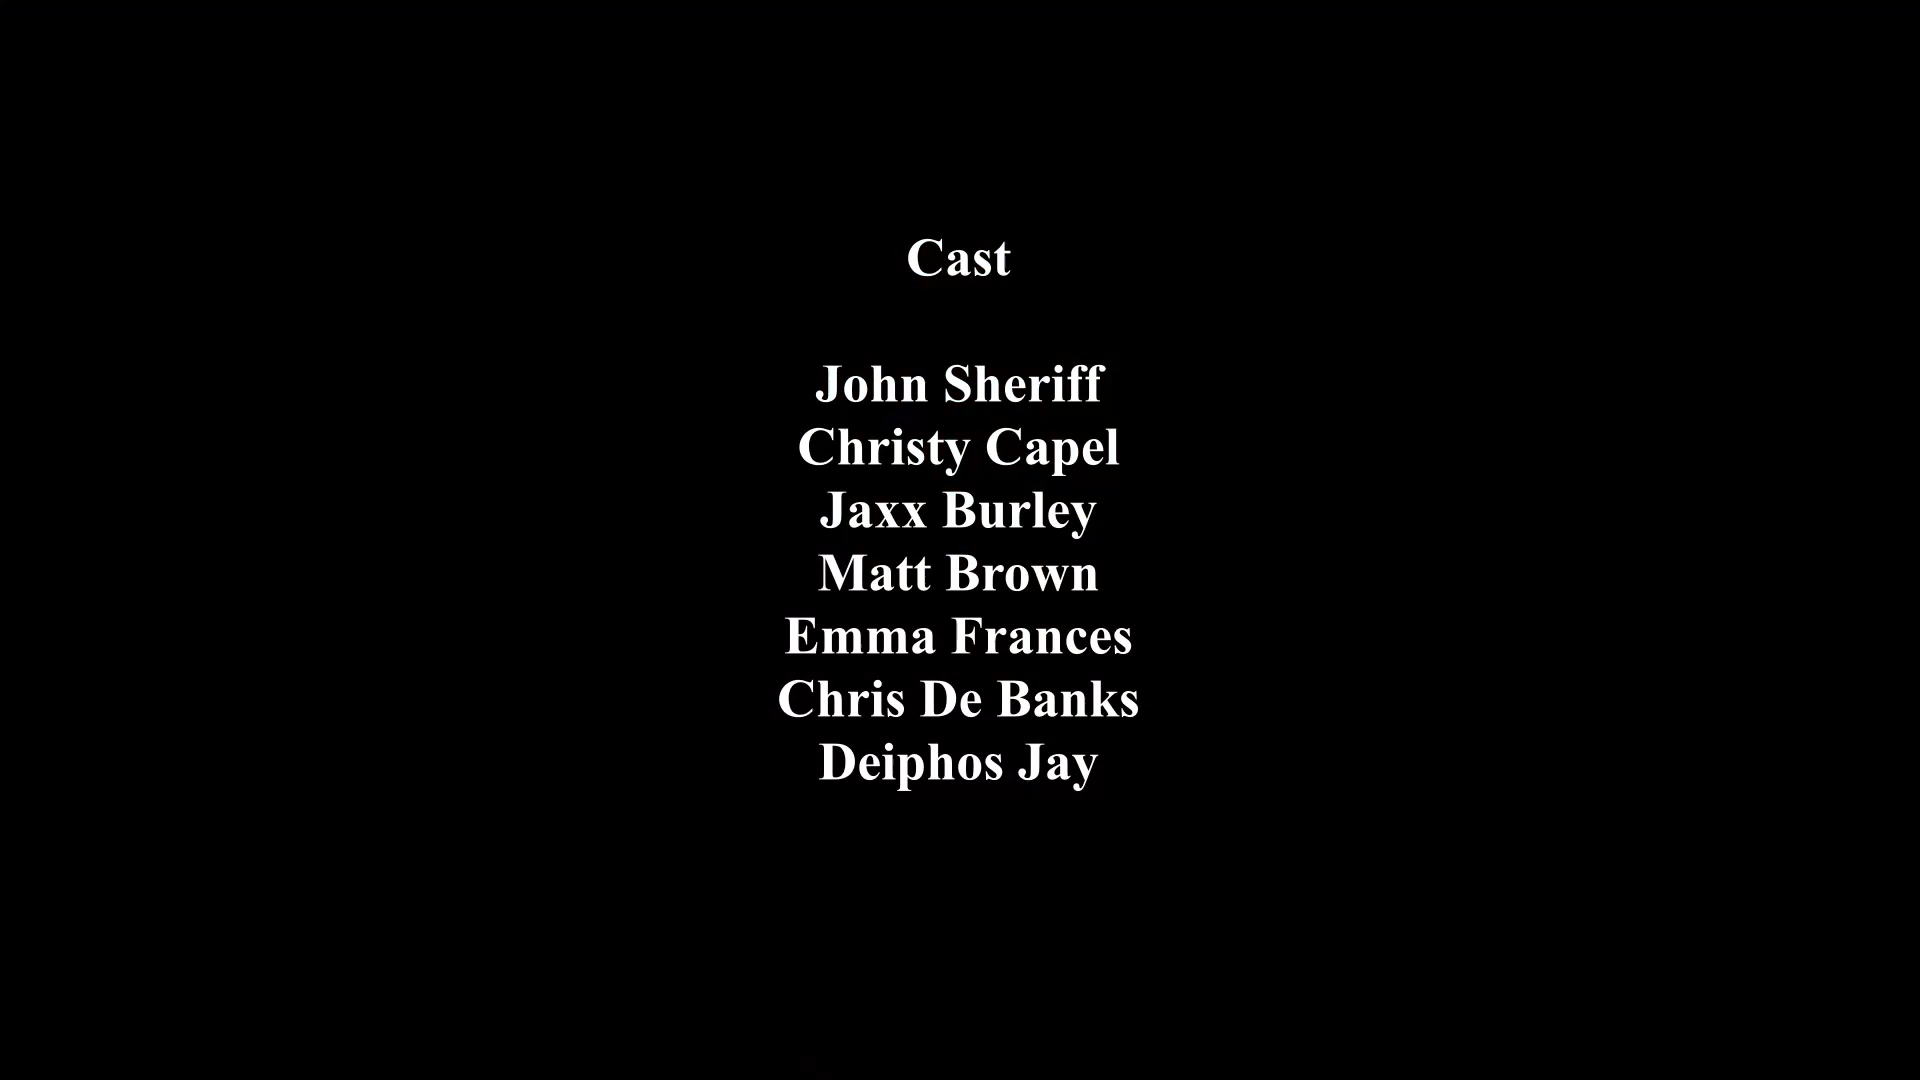 Cast
John Sheriff
Christy Capel
Jaxx Burley
Matt Brown
Emma Frances
Chris De Banks
Deiphos Jay